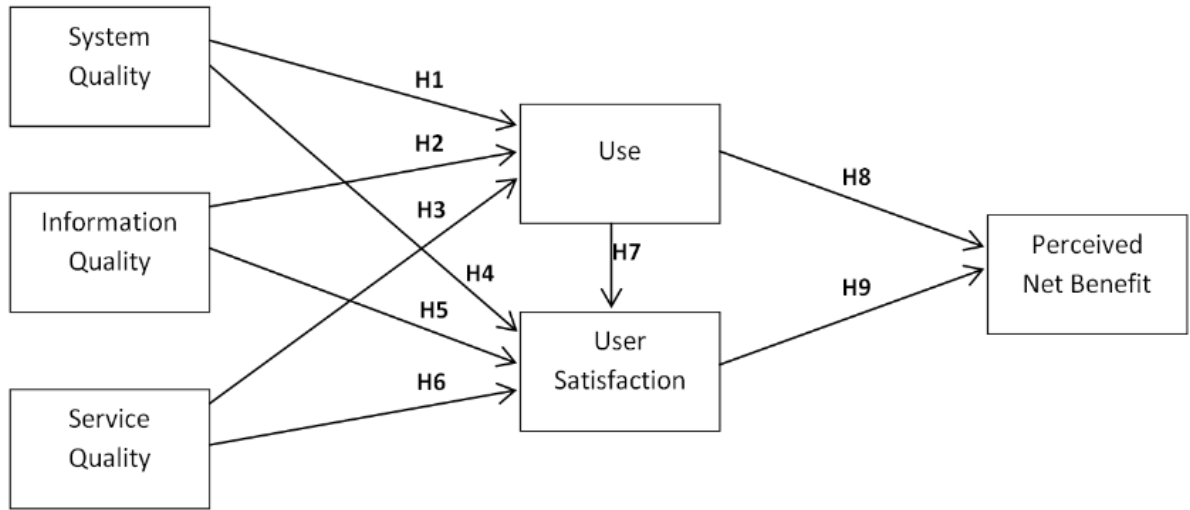 System
Quality
H1
H2
Use
H3
H8
Information
Quality
H7
Perceived
Net Benefit
H4
H9
H5
User
Satisfaction
H6
Service
Quality